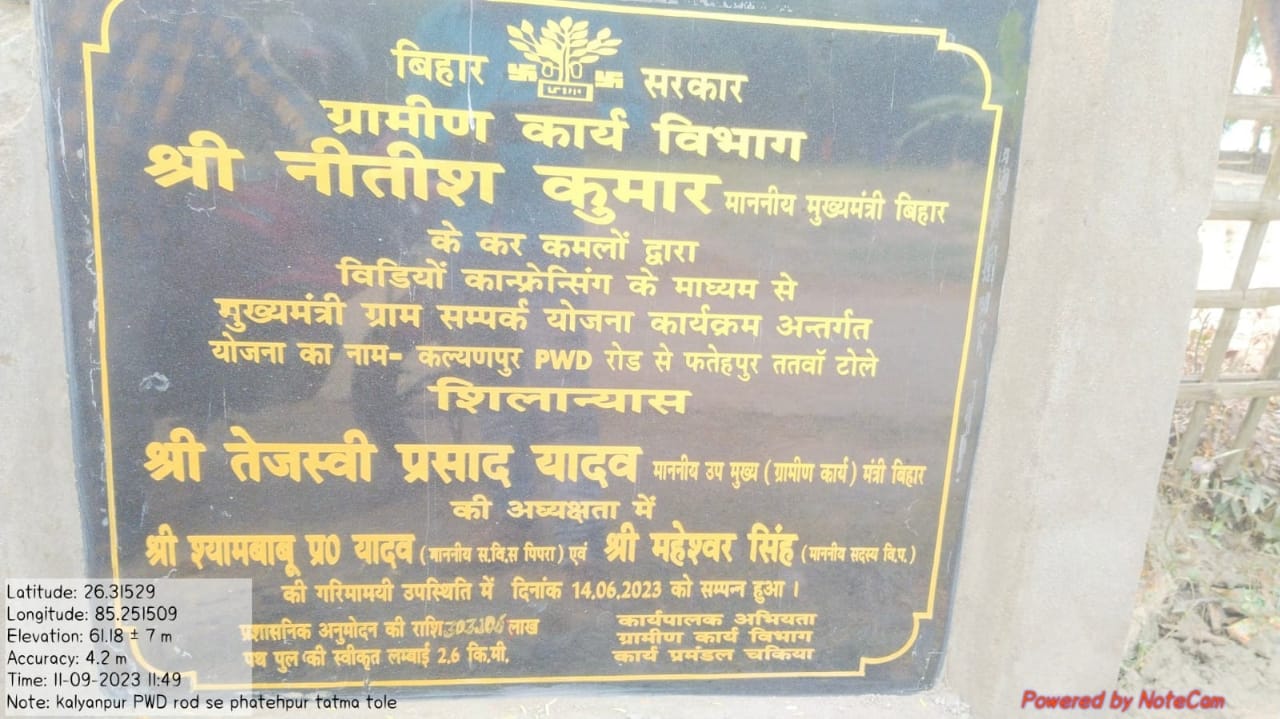 बिहार सरकार
ग्रामीण कार्य विभाग
श्री नीतीश कुमार माननीय मुख्यमंत्री बिहार
के कर कमलों द्वारा
विडियों कान्फ्रेन्सिंग के माध्यम से
मुख्यमंत्री ग्राम सम्पर्क योजना कार्यक्रम अन्तर्गत
योजना का नाम- कल्यणपुर PWD रोड से फतेहपुर ततवॉ टोले
शिलान्यास
श्री तेजस्वी प्रसाद यादव माननीय उप मुख्य (ग्रामीण कार्य) मंत्री बिहार
की अध्यक्षता में
श्री श्यामबाबू प्र0 यादव (माननीय स.वि.स पिपरा) एवं श्री महेश्वर सिंह (माननीय सदस्य वि.प.)
की गरिमामयी उपस्थिति में दिनांक 14.06.2023 को सम्पन्न हुआ।
प्रशासनिक अनुमोदन की राशि लाख
पथ पुल की स्वीकृत लम्बाई 2.6 कि.मी.
कार्यपालक अभियता
ग्रामीण कार्य विभाग
कार्य प्रमंडल चकिया
Latitude: 26.31529
Longitude: 85.251509
Elevation: 61.18 ± 7 m
Accuracy: 4.2 m
Time: 11-09-2023 11:49
Note: kalyanpur PWD rod se phatehpur tatma tole
Powered by NoteCam